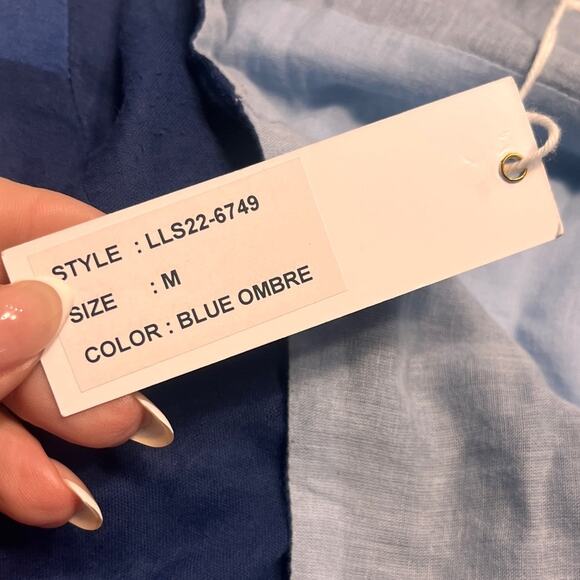 STYLE : LLS22-6749
SIZE : M
COLOR : BLUE OMBRE